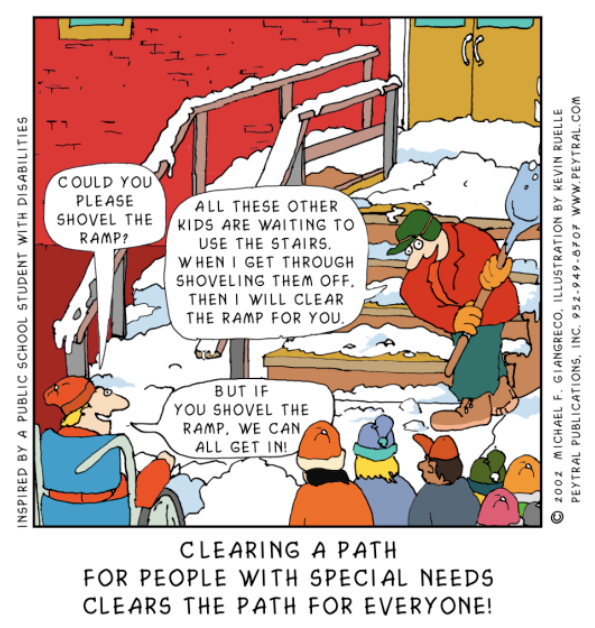 COULD YOU
PLEASE
SHOVEL THE
RAMP?
ALL THESE OTHER
KIDS ARE WAITING TO
USE THE STAIRS.
WHEN I GET THROUGH
SHOVELING THEM OFF,
THEN I WILL CLEAR
THE RAMP FOR YOU.
BUT IF
YOU SHOVEL THE
RAMP, WE CAN
ALL GET IN!
INSPIRED BY A PUBLIC SCHOOL STUDENT WITH DISABILITIES
© 2002 MICHAEL F. GIANGRECO, ILLUSTRATION BY KEVIN RUELLE
PEYTRAL PUBLICATIONS, INC. 952-949-8707 WWW.PEYTRAL.COM
CLEARING A PATH
FOR PEOPLE WITH SPECIAL NEEDS
CLEARS THE PATH FOR EVERYONE!